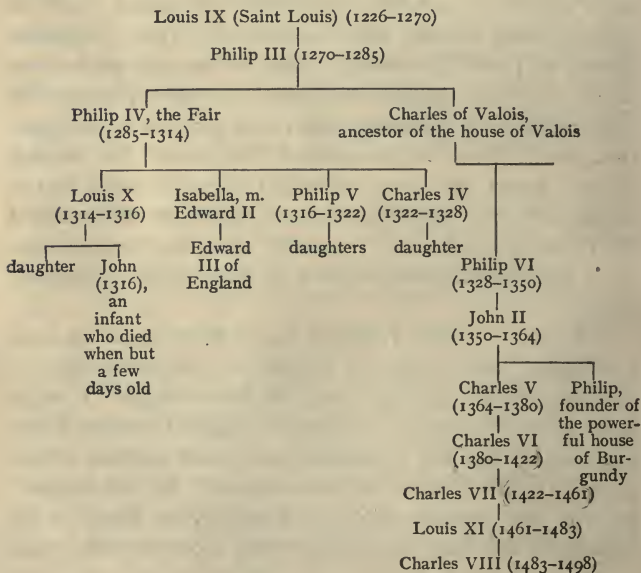 Louis IX (Saint Louis) (1226–1270)
Philip III (1270–1285)
Philip IV, the Fair
(1285–1314)
Charles of Valois,
ancestor of the house of Valois
Louis X
(1314–1316)
Isabella, m.
Edward II
Philip V
(1316–1322)
Charles IV
(1322–1328)
daughter
John
(1316),
an
infant
who died
when but
a few
days old
Edward
III of
England
daughters
daughter
Philip VI
(1328–1350)
John II
(1350–1364)
Charles V
(1364–1380)
Philip,
founder of
the power-
ful house
of Bur-
gundy
Charles VI
(1380–1422)
Charles VII (1422–1461)
Louis XI (1461–1483)
Charles VIII (1483–1498)